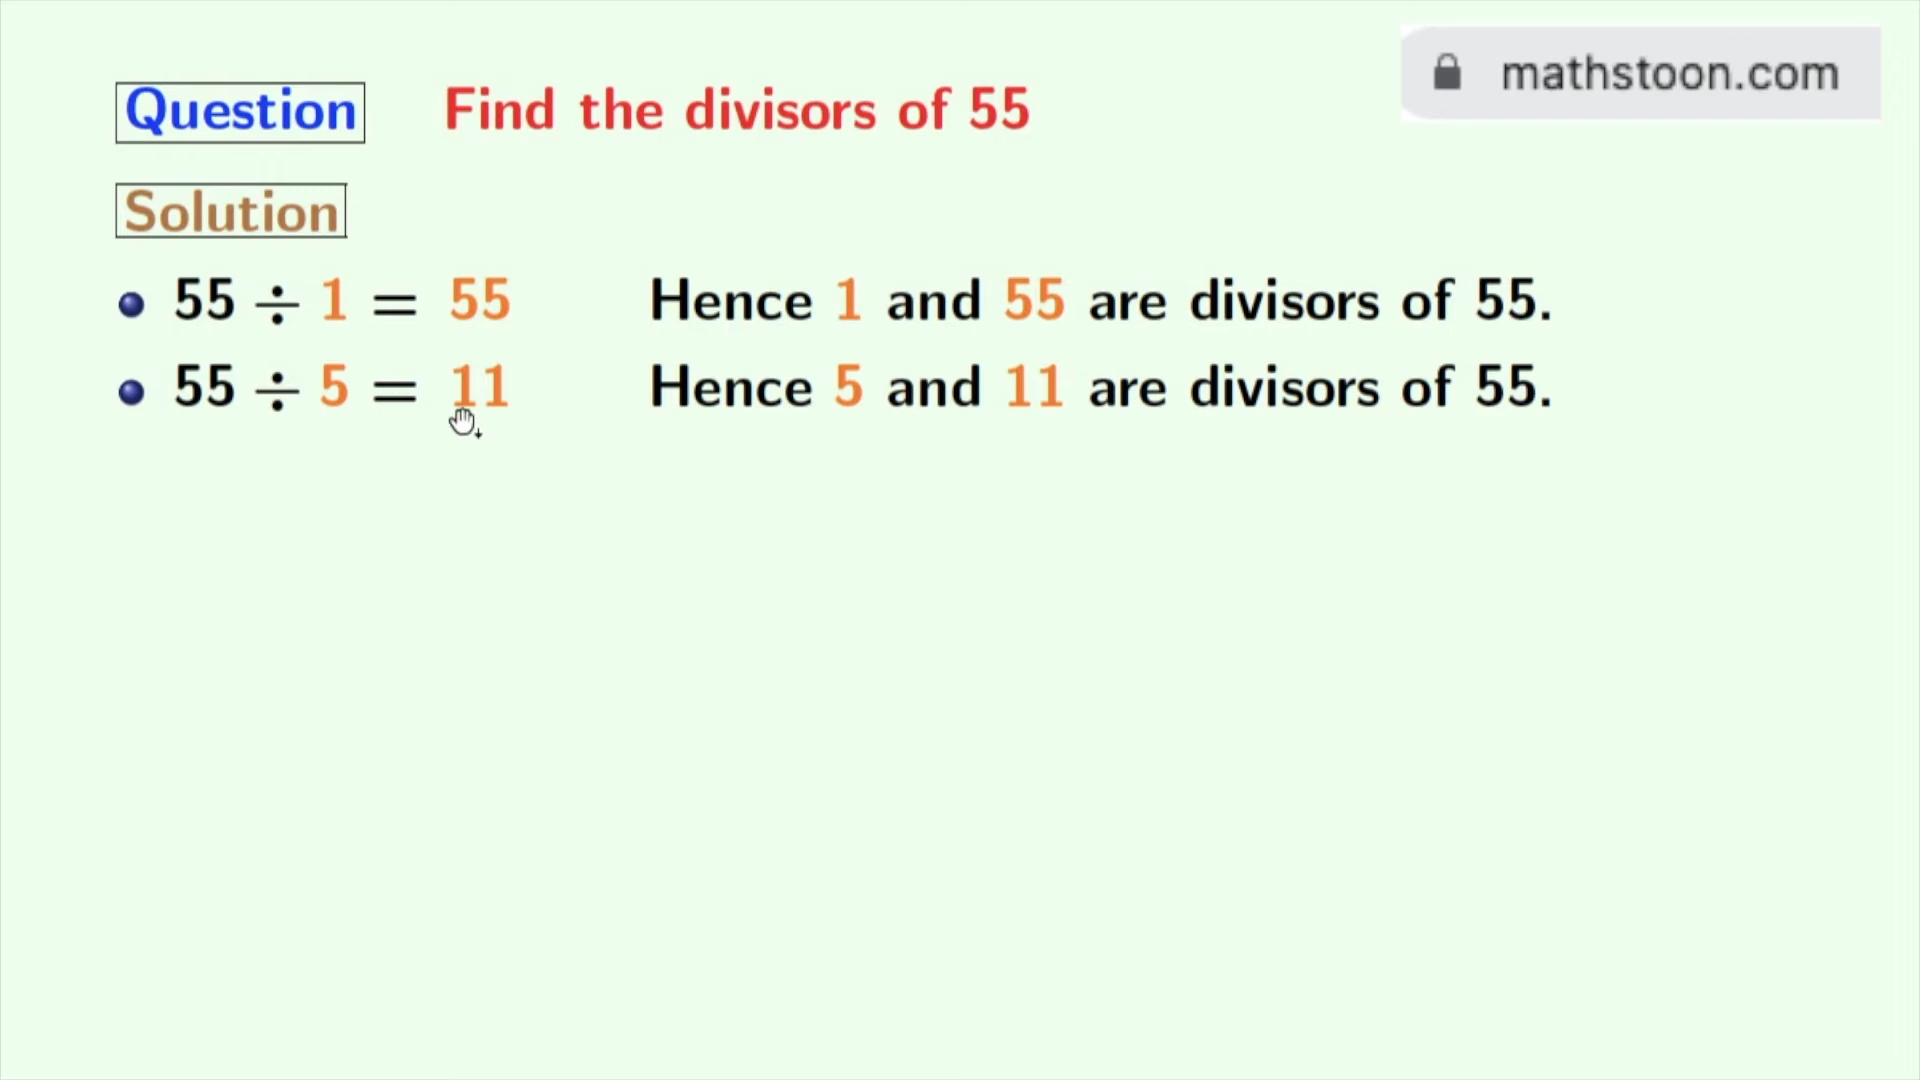 mathstoon.com
Question Find the divisors of 55
Solution
55 ÷ 1 = 55 Hence 1 and 55 are divisors of 55.
55 ÷ 5 = 11 Hence 5 and 11 are divisors of 55.